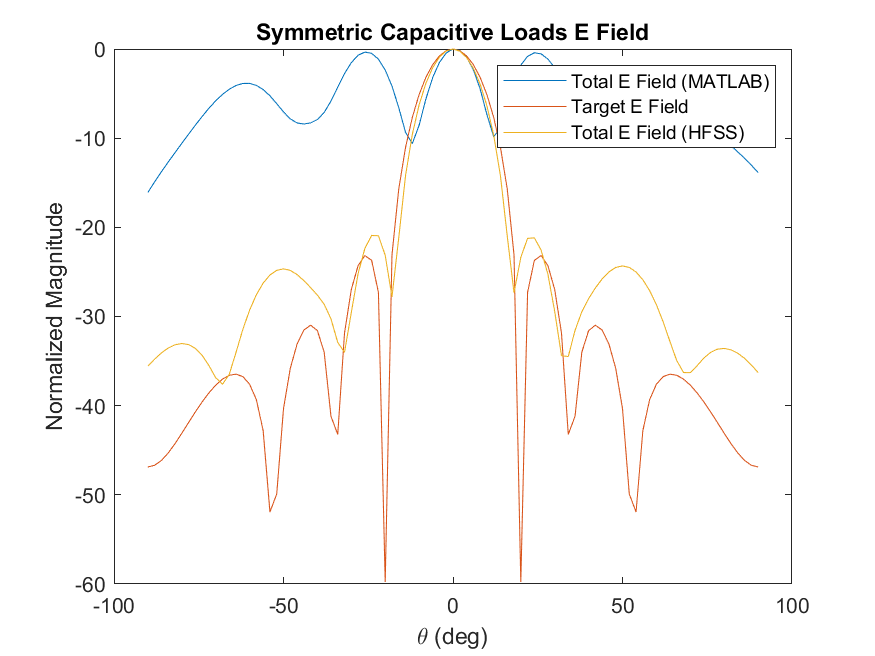 Symmetric Capacitive Loads E Field
Total E Field (MATLAB)
Target E Field
Total E Field (HFSS)
Normalized Magnitude
0
-10
-20
-30
-40
-50
-60
-100 -50 0 50 100
θ (deg)